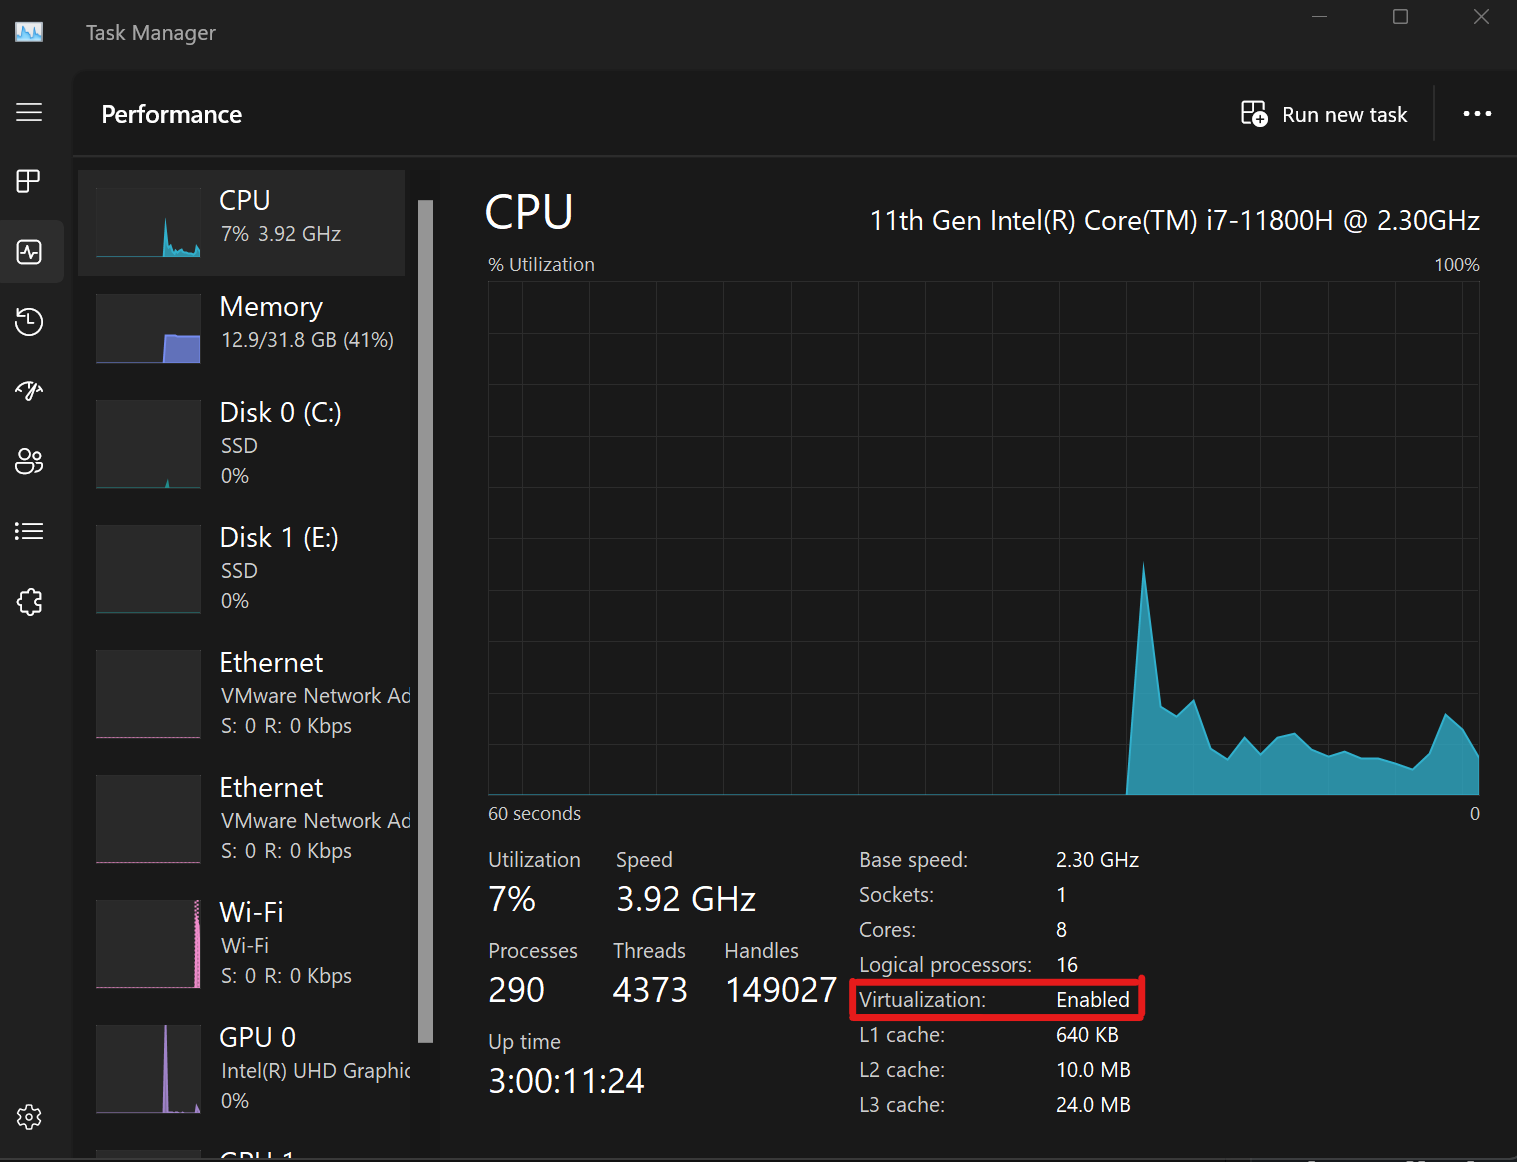 Task Manager
Performance
Run new task
CPU
7% 3.92 GHz
Memory
12.9/31.8 GB (41%)
Disk 0 (C:)
SSD
0%
Disk 1 (E:)
SSD
0%
Ethernet
VMware Network Ad
S: 0 R: 0 Kbps
Ethernet
VMware Network Ad
S: 0 R: 0 Kbps
Wi-Fi
Wi-Fi
S: 0 R: 0 Kbps
GPU 0
Intel(R) UHD Graphic
0%
GPU 1
CPU
11th Gen Intel(R) Core(TM) i7-11800H @ 2.30GHz
% Utilization 100%
60 seconds 0
Utilization Speed
7% 3.92 GHz
Processes Threads Handles
290 4373 149027
Up time
3:00:11:24
Base speed: 2.30 GHz
Sockets: 1
Cores: 8
Logical processors: 16
Virtualization: Enabled
L1 cache: 640 KB
L2 cache: 10.0 MB
L3 cache: 24.0 MB